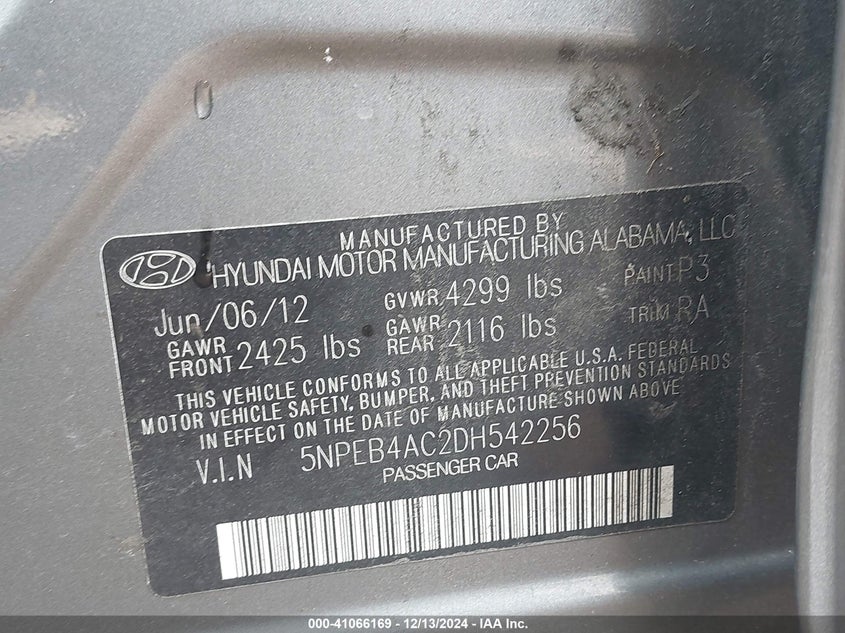 MANUFACTURED BY
HYUNDAI MOTOR MANUFACTURING ALABAMA, LLC
Jun/06/12 GVWR 4299 lbs PAINT P3
GAWR FRONT 2425 lbs GAWR REAR 2116 lbs TRIM RA
THIS VEHICLE CONFORMS TO ALL APPLICABLE U.S.A. FEDERAL
MOTOR VEHICLE SAFETY, BUMPER, AND THEFT PREVENTION STANDARDS
IN EFFECT ON THE DATE OF MANUFACTURE SHOWN ABOVE
V.I.N 5NPEB4AC2DH542256
PASSENGER CAR
000-41066169 - 12/13/2024 - IAA Inc.